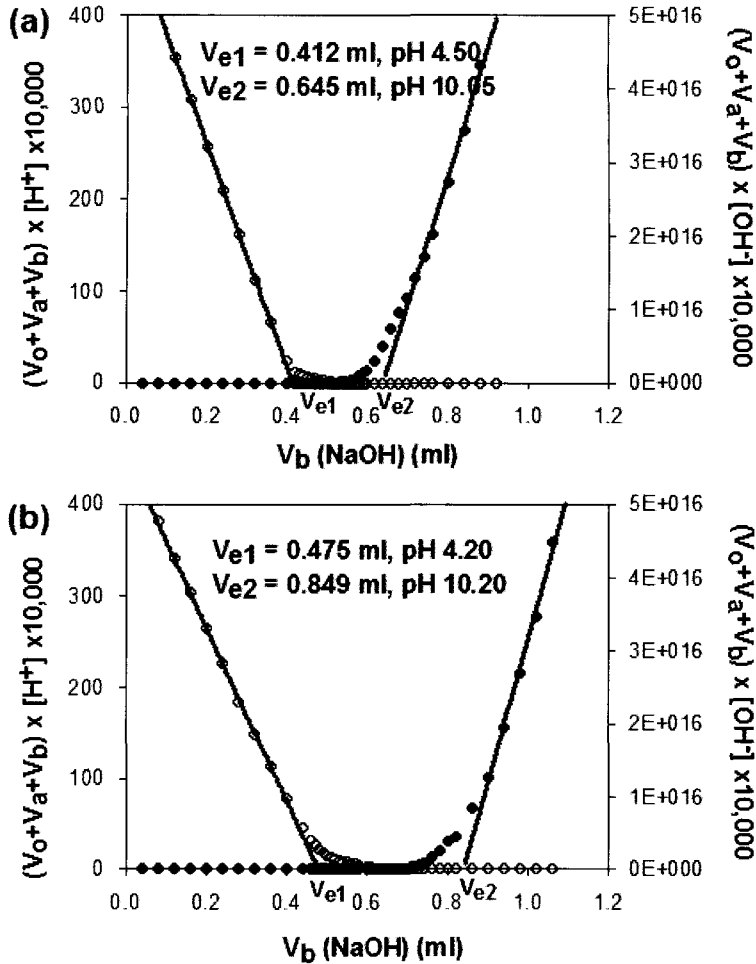 (a)
Ve1 = 0.412 ml, pH 4.50
Ve2 = 0.645 ml, pH 10.05
(Vo+Va+Vb) x [H+] x10,000
400
300
200
100
0
(Vo+Va+Vb) x [OH-] x10,000
5E+016
4E+016
3E+016
2E+016
1E+016
0E+000
Ve1
Ve2
0.0
0.2
0.4
0.6
0.8
1.0
1.2
Vb (NaOH) (ml)
(b)
Ve1 = 0.475 ml, pH 4.20
Ve2 = 0.849 ml, pH 10.20
(Vo+Va+Vb) x [H+] x10,000
400
300
200
100
0
(Vo+Va+Vb) x [OH-] x10,000
5E+016
4E+016
3E+016
2E+016
1E+016
0E+000
Ve1
Ve2
0.0
0.2
0.4
0.6
0.8
1.0
1.2
Vb (NaOH) (ml)